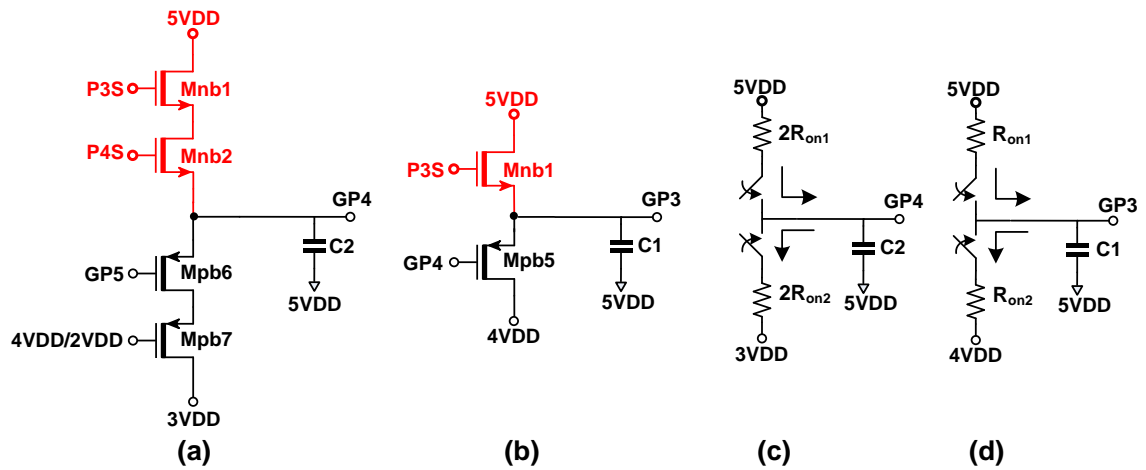 5VDD
P3S
Mnb1
P4S
Mnb2
GP4
C2
5VDD
GP5
Mpb6
4VDD/2VDD
Mpb7
3VDD
(a)
5VDD
P3S
Mnb1
GP3
C1
5VDD
GP4
Mpb5
4VDD
(b)
5VDD
2Ron1
GP4
C2
5VDD
2Ron2
3VDD
(c)
5VDD
Ron1
GP3
C1
5VDD
Ron2
4VDD
(d)